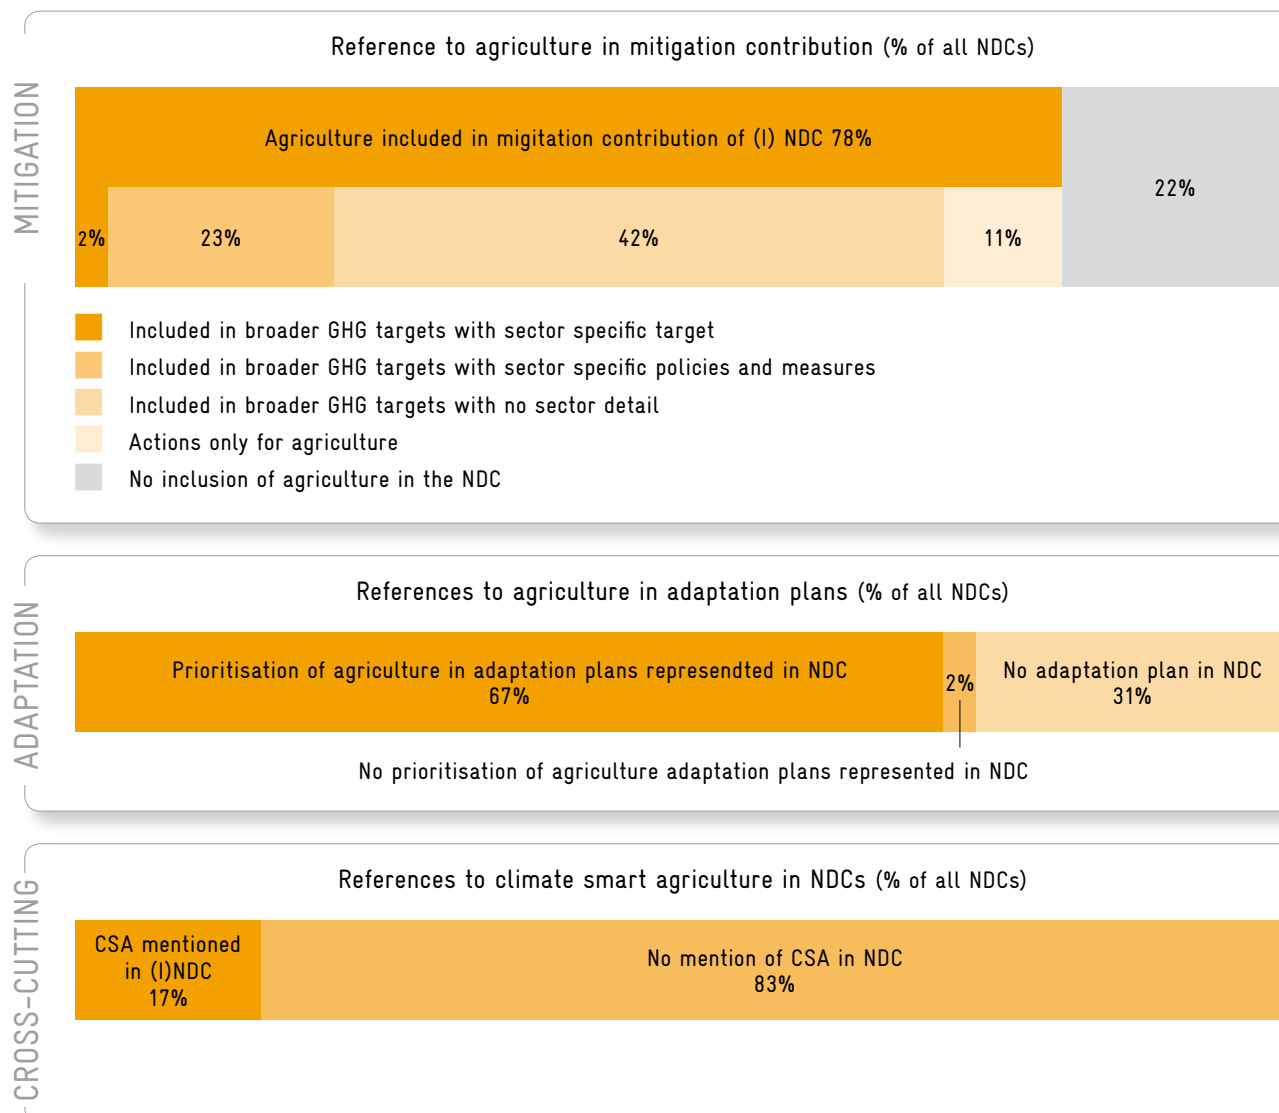 MITIGATION
Reference to agriculture in mitigation contribution (% of all NDCs)
Agriculture included in migitation contribution of (I) NDC 78%
22%
2%
23%
42%
11%
Included in broader GHG targets with sector specific target
Included in broader GHG targets with sector specific policies and measures
Included in broader GHG targets with no sector detail
Actions only for agriculture
No inclusion of agriculture in the NDC
ADAPTATION
References to agriculture in adaptation plans (% of all NDCs)
Prioritisation of agriculture in adaptation plans represendted in NDC
67%
2%
No adaptation plan in NDC
31%
No prioritisation of agriculture adaptation plans represented in NDC
CROSS-CUTTING
References to climate smart agriculture in NDCs (% of all NDCs)
CSA mentioned
in (I)NDC
17%
No mention of CSA in NDC
83%